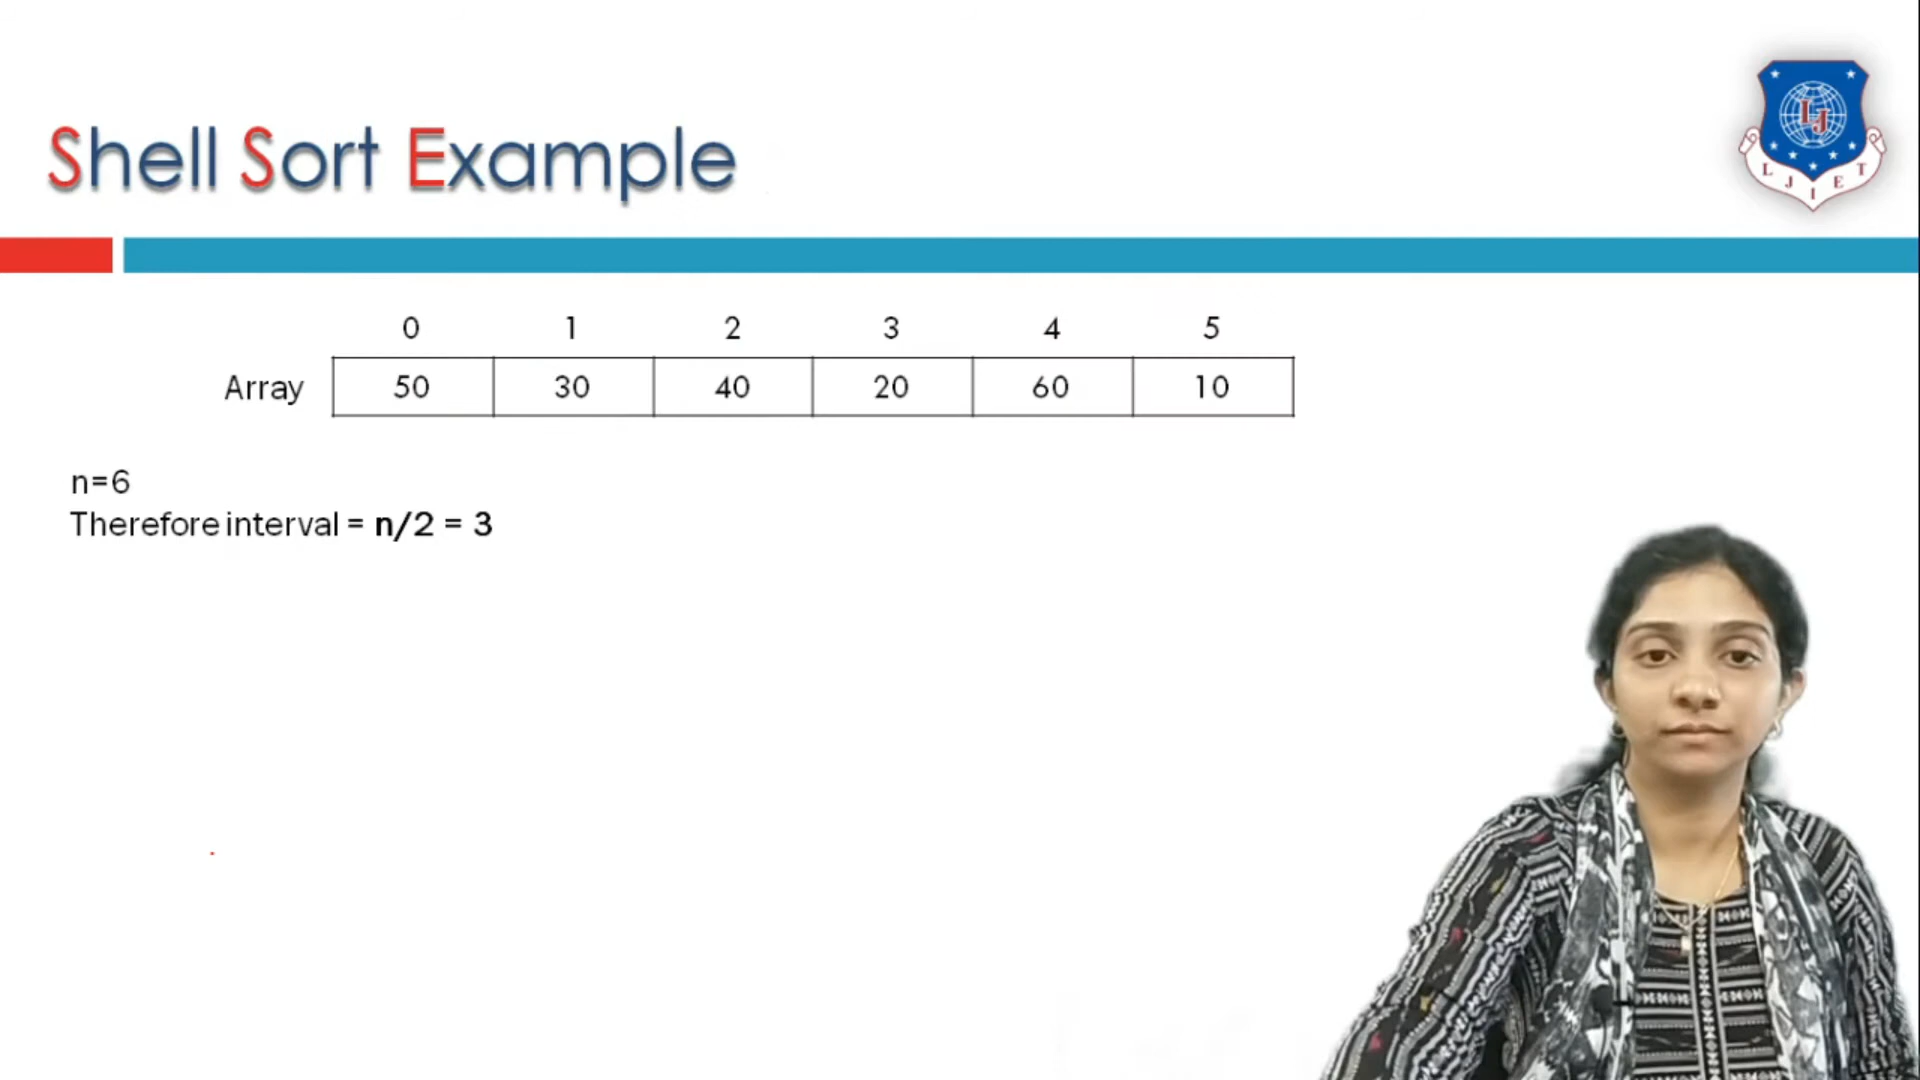 Shell Sort Example
L J I E T
LJ
0 1 2 3 4 5
Array 50 30 40 20 60 10
n=6
Therefore interval = n/2 = 3